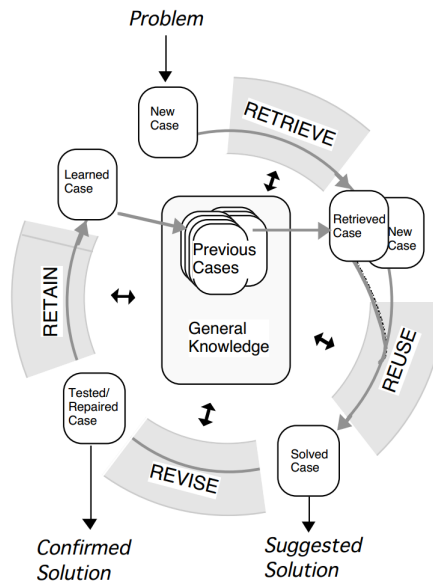 Problem
New
Case
RETRIEVE
Learned
Case
Retrieved
Case
New
Case
Previous
Cases
General
Knowledge
RETAIN
REUSE
Tested/
Repaired
Case
REVISE
Solved
Case
Confirmed
Solution
Suggested
Solution